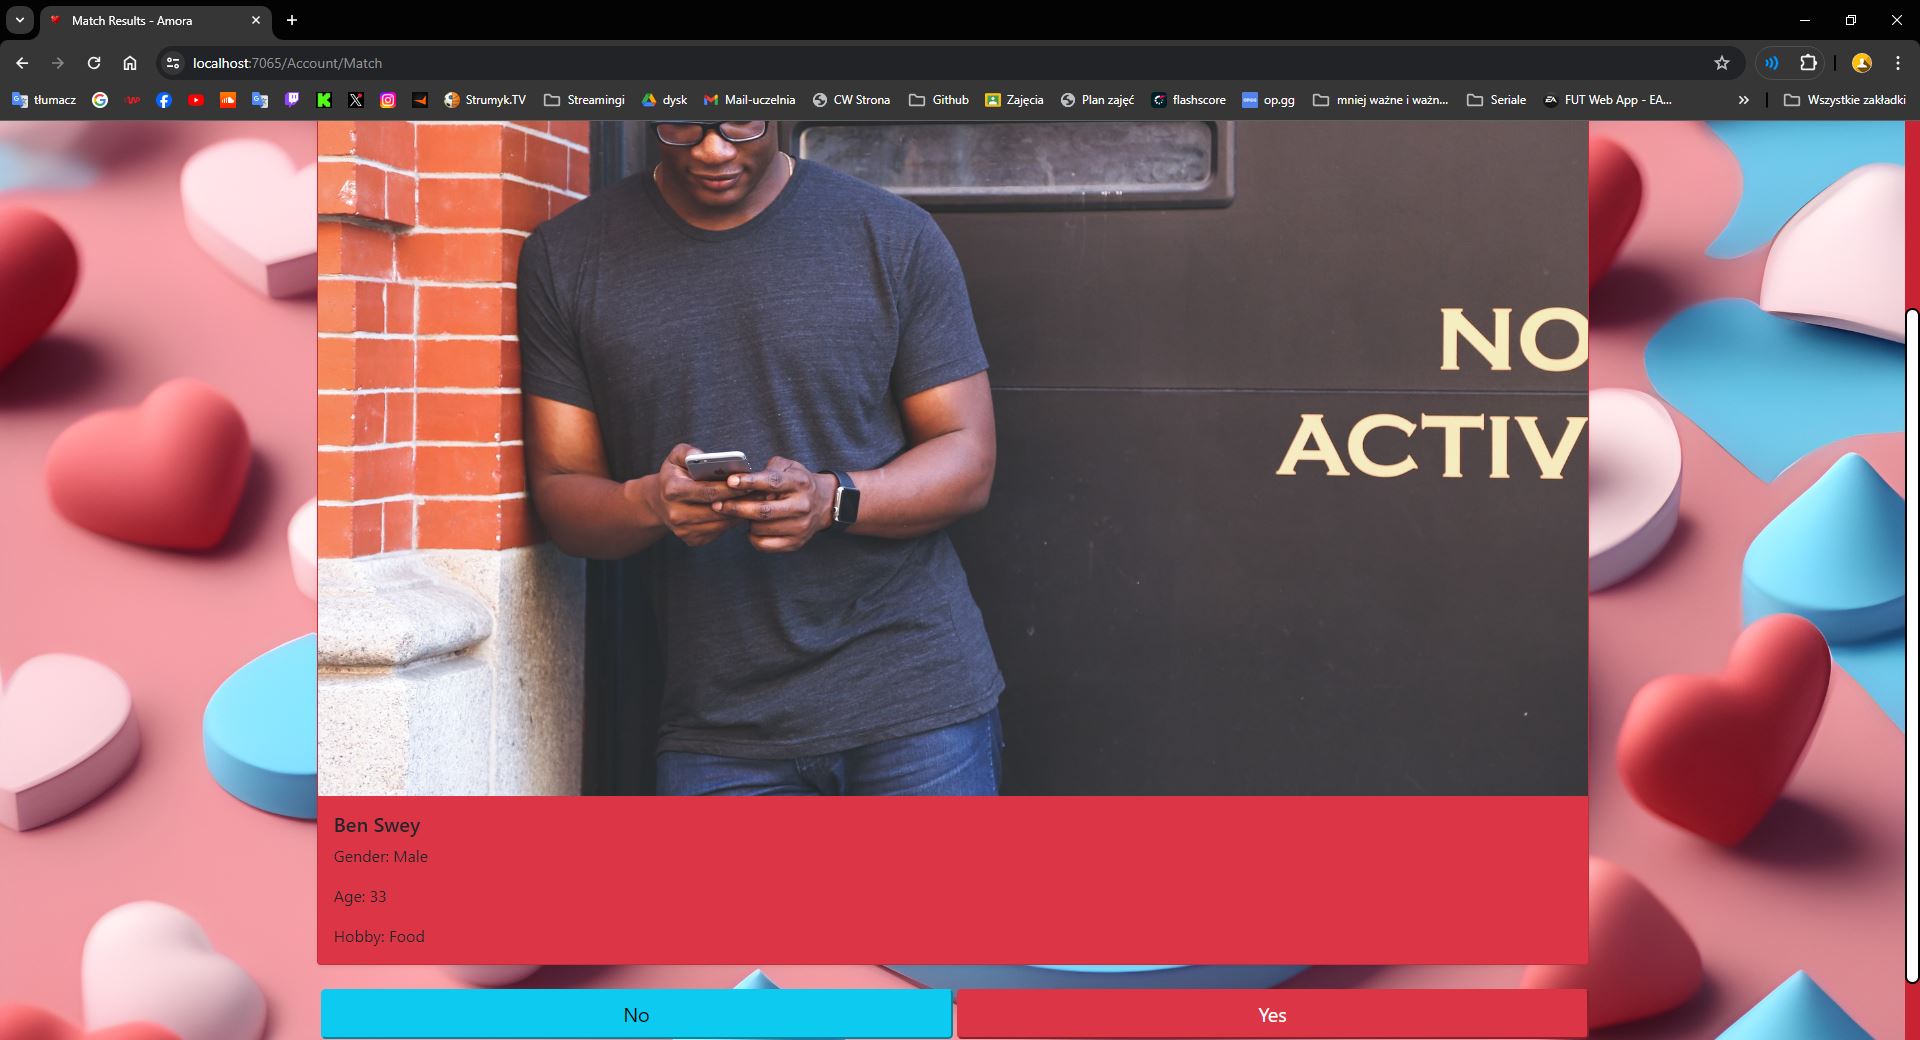 Match Results - Amora
localhost:7065/Account/Match
tłumacz
Strumyk.TV
Streamingi
dysk
Mail-uczelnia
CW Strona
Github
Zajęcia
Plan zajęć
flashscore
op.gg
mniej ważne i ważn...
Seriale
FUT Web App - EA...
Wszystkie zakładki
NO
ACTIV
Ben Swey
Gender: Male
Age: 33
Hobby: Food
No
Yes